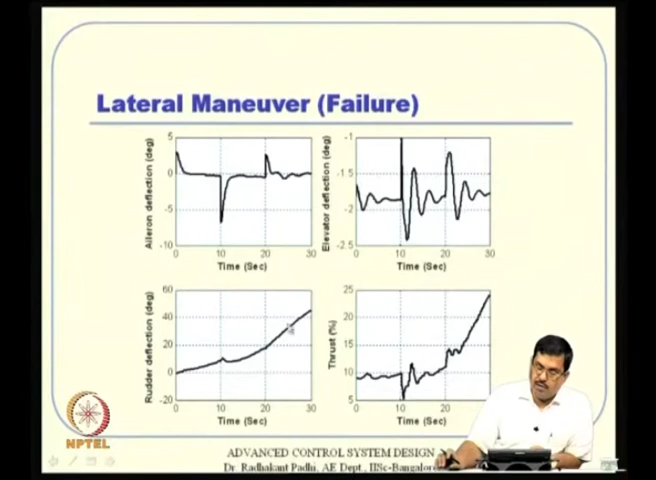 Lateral Maneuver (Failure)
Aileron deflection (deg)
5
0
-5
-10
0
10
20
30
Time (Sec)
Elevator deflection (deg)
-1
-1.5
-2
-2.5
0
10
20
30
Time (Sec)
Rudder deflection (deg)
60
40
20
0
-20
0
10
20
30
Time (Sec)
Thrust (%)
25
20
15
10
5
0
10
20
30
Time (Sec)
NPTEL
ADVANCED CONTROL SYSTEM DESIGN
Dr. Radhakant Padhi, AE Dept., IISc-Bangalore